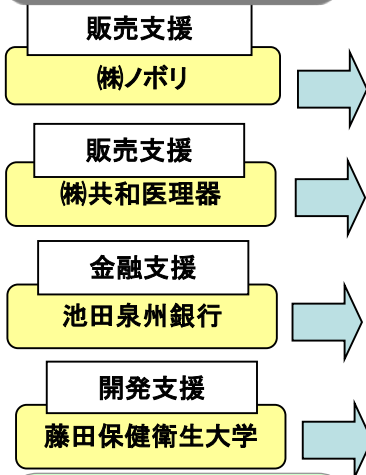 販売支援
㈱ノボリ
販売支援
㈱共和医理器
金融支援
池田泉州銀行
開発支援
藤田保健衛生大学